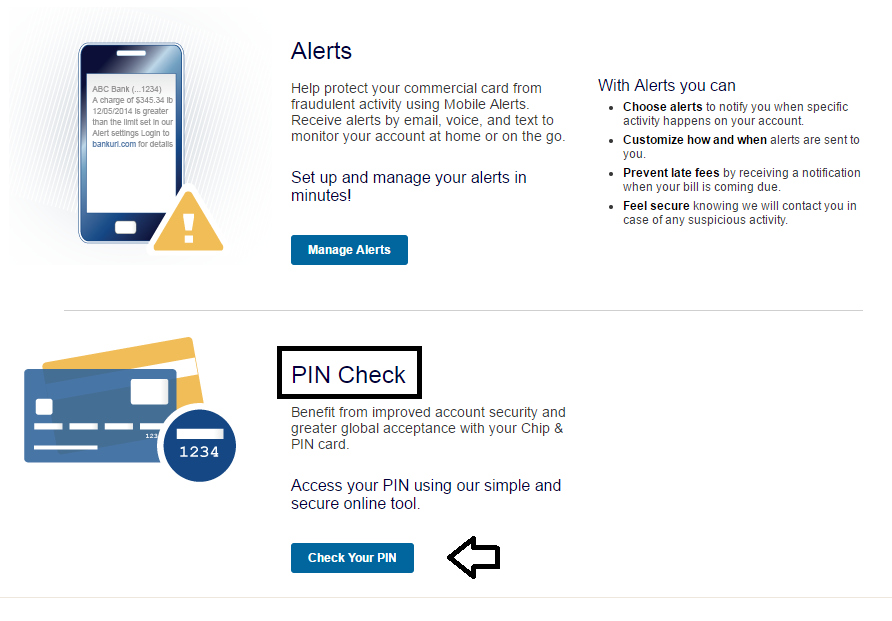 Alerts
Help protect your commercial card from
fraudulent activity using Mobile Alerts.
Receive alerts by email, voice, and text to
monitor your account at home or on the go.
Set up and manage your alerts in
minutes!
Manage Alerts
With Alerts you can
Choose alerts to notify you when specific
activity happens on your account.
Customize how and when alerts are sent to
you.
Prevent late fees by receiving a notification
when your bill is coming due.
Feel secure knowing we will contact you in
case of any suspicious activity.
ABC Bank (...1234)
A charge of $345.34 lb
12/05/2014 is greater
than the limit set in our
Alert settings Login to
bankurl.com for details
PIN Check
Benefit from improved account security and
greater global acceptance with your Chip &
PIN card.
Access your PIN using our simple and
secure online tool.
Check Your PIN
123
1234